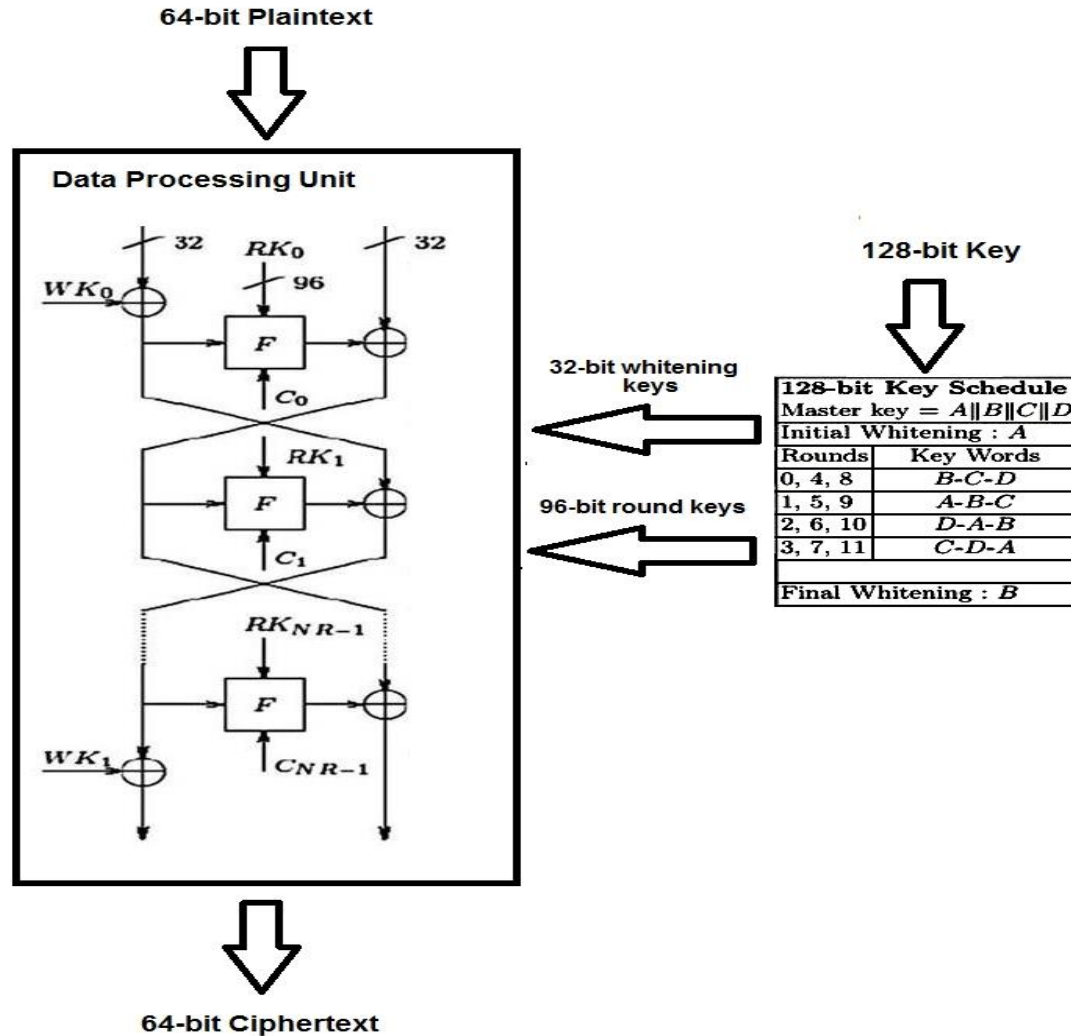 64-bit Plaintext
Data Processing Unit
32
RK0
32
WK0
96
F
C0
RK1
F
C1
RKNR−1
F
WK1
CNR−1
64-bit Ciphertext
128-bit Key
32-bit whitening
keys
96-bit round keys
128-bit Key Schedule
Master key = A||B||C||D
Initial Whitening : A
Rounds Key Words
0, 4, 8 B-C-D
1, 5, 9 A-B-C
2, 6, 10 D-A-B
3, 7, 11 C-D-A
Final Whitening : B